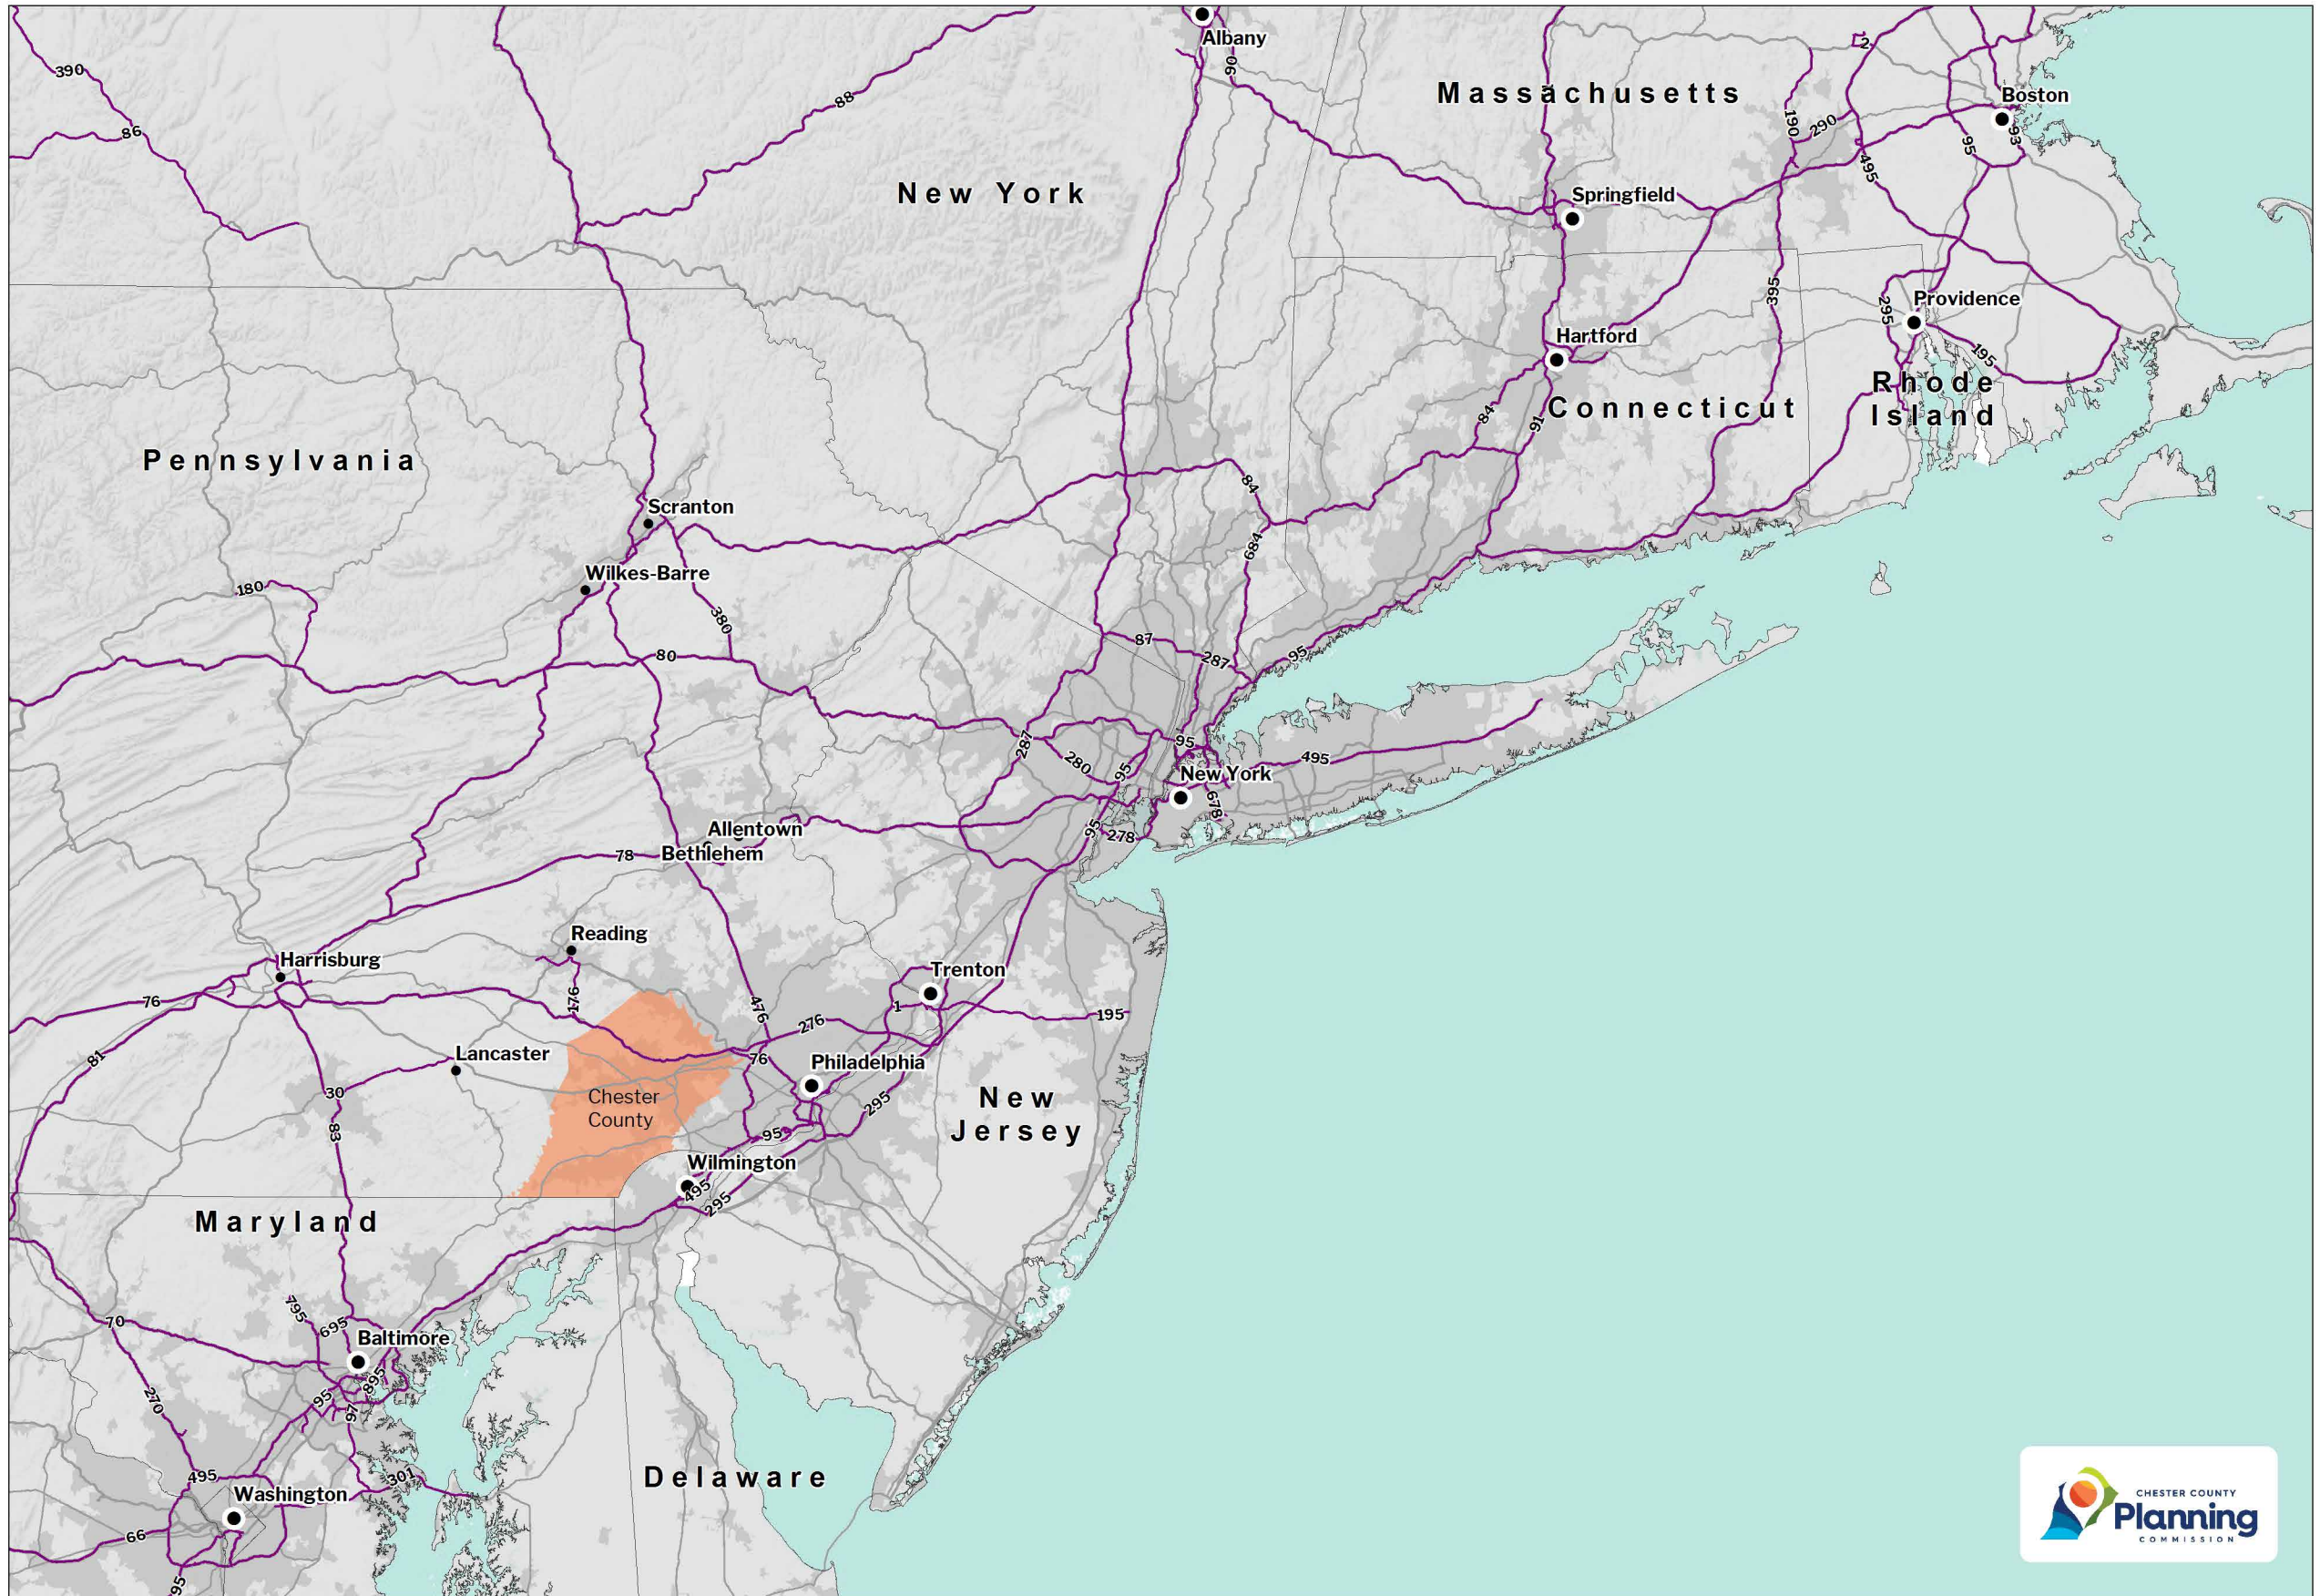 Albany
390
90
2
88
Massachusetts
Boston
86
190
290
93
95
495
New York
Springfield
395
295
Providence
Hartford
195
Rhode
Island
84
Connecticut
91
Pennsylvania
84
Scranton
684
Wilkes-Barre
180
380
87
80
287
95
287
95
280
95
495
New York
678
Allentown
95
278
78
Bethlehem
Reading
Harrisburg
Trenton
76
176
476
1
195
276
Lancaster
76
Philadelphia
81
30
Chester
County
295
New
Jersey
83
95
Wilmington
495
295
Maryland
795
70
695
Baltimore
270
95
895
97
495
301
Delaware
Washington
66
95
CHESTER COUNTY
Planning
COMMISSION